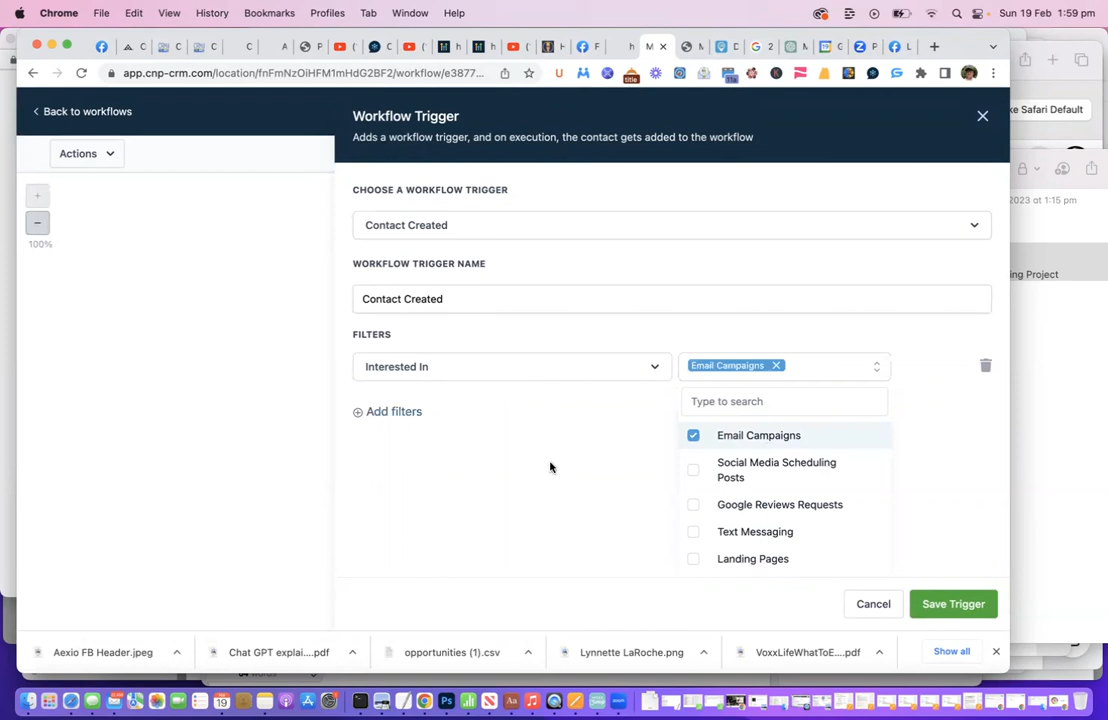 Chrome File Edit View History Bookmarks Profiles Tab Window Help Sun 19 Feb 1:59 pm
app.cnp-crm.com/location/fnFmNzOiHFM1mHdG2BF2/workflow/e3877...
ke Safari Default
Back to workflows
Workflow Trigger
Adds a workflow trigger, and on execution, the contact gets added to the workflow
Actions
2023 at 1:15 pm
CHOOSE A WORKFLOW TRIGGER
Contact Created
100%
WORKFLOW TRIGGER NAME
ing Project
Contact Created
FILTERS
Interested In
Email Campaigns
Add filters
Type to search
Email Campaigns
Social Media Scheduling
Posts
Google Reviews Requests
Text Messaging
Landing Pages
Cancel
Save Trigger
Aexio FB Header.jpeg
Chat GPT explai....pdf
opportunities (1).csv
Lynnette LaRoche.png
VoxxLifeWhatToE....pdf
Show all